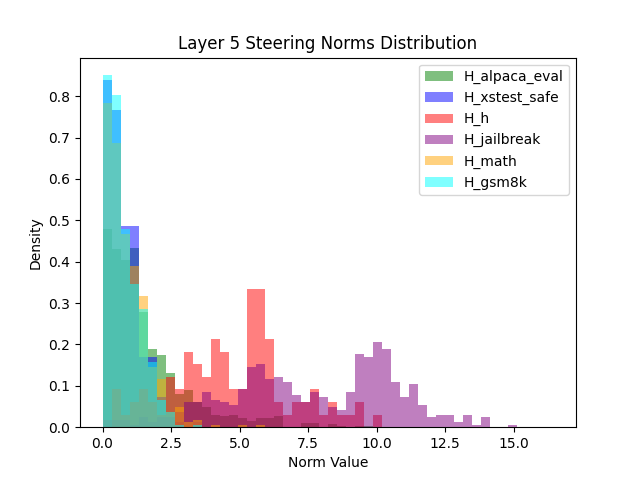 Layer 5 Steering Norms Distribution
H_alpaca_eval
H_xstest_safe
H_h
H_jailbreak
H_math
H_gsm8k
Density
0.8
0.7
0.6
0.5
0.4
0.3
0.2
0.1
0.0
0.0 2.5 5.0 7.5 10.0 12.5 15.0
Norm Value